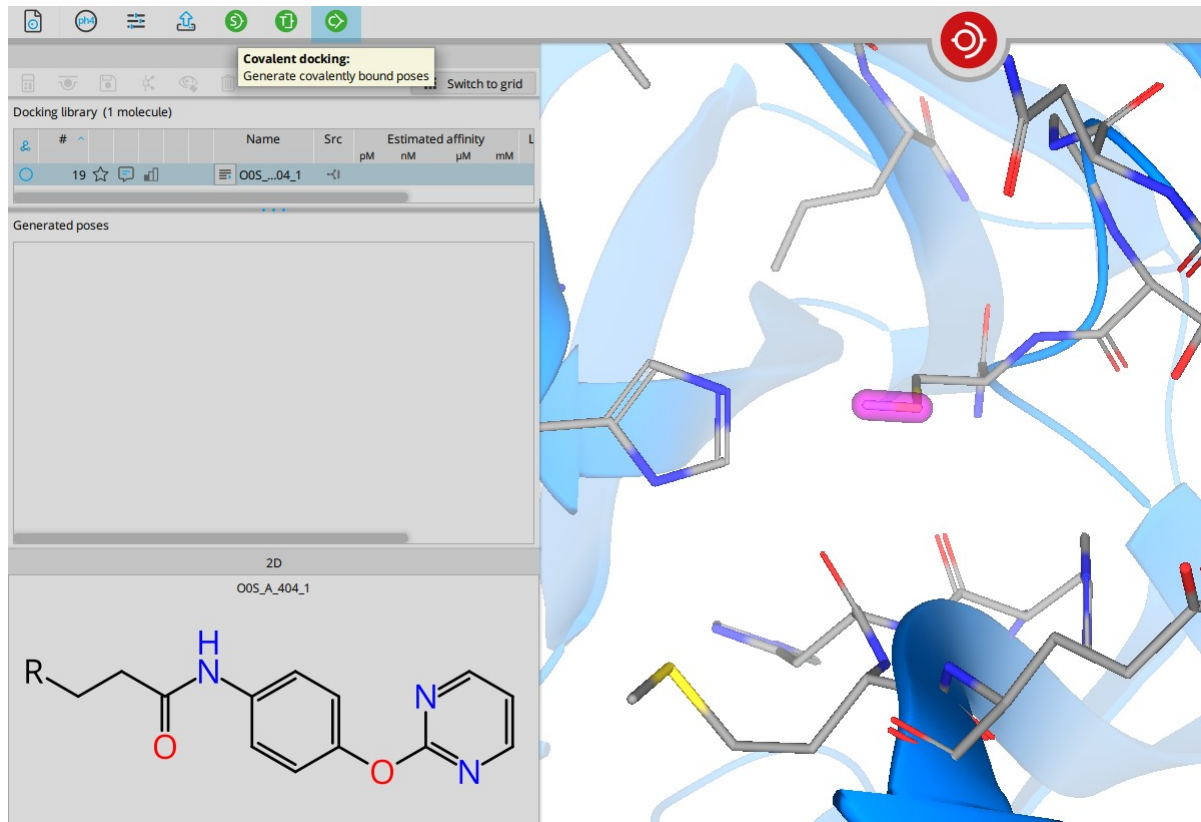 ph4
S
T
C
Covalent docking:
Generate covalently bound poses
Switch to grid
Docking library (1 molecule)
# Name Src Estimated affinity L
pM nM µM mM
19 O0S_...04_1
Generated poses
2D
O0S_A_404_1
H
R N N
O O N